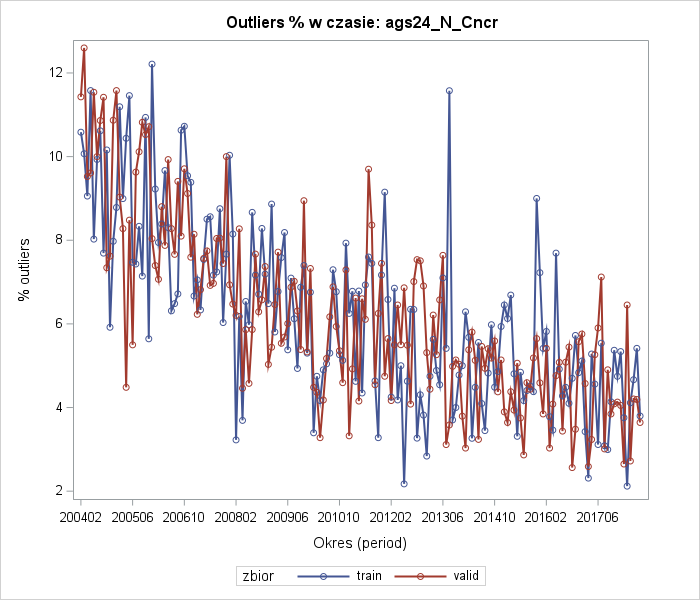 Outliers % w czasie: ags24_N_Cncr
12
10
8
6
4
2
% outliers
200402 200506 200610 200802 200906 201010 201202 201306 201410 201602 201706
Okres (period)
zbior train valid